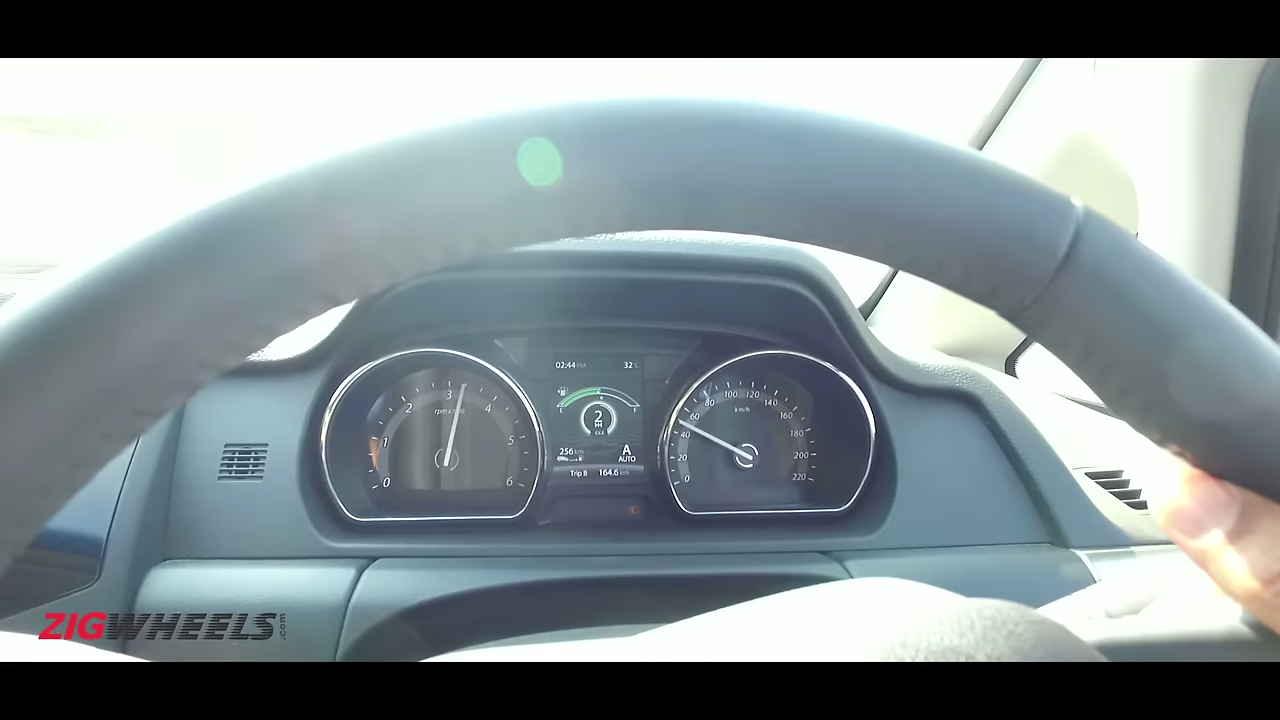 02:44 PM 32°C
0 1 2 3 4 5 6
rpm x1000
E
2
4X4
256 km
A
AUTO
Trip B 164.6 km
0 20 40 60 80 100 120 140 160 180 200 220
km/h
ZIGWHEELS.com